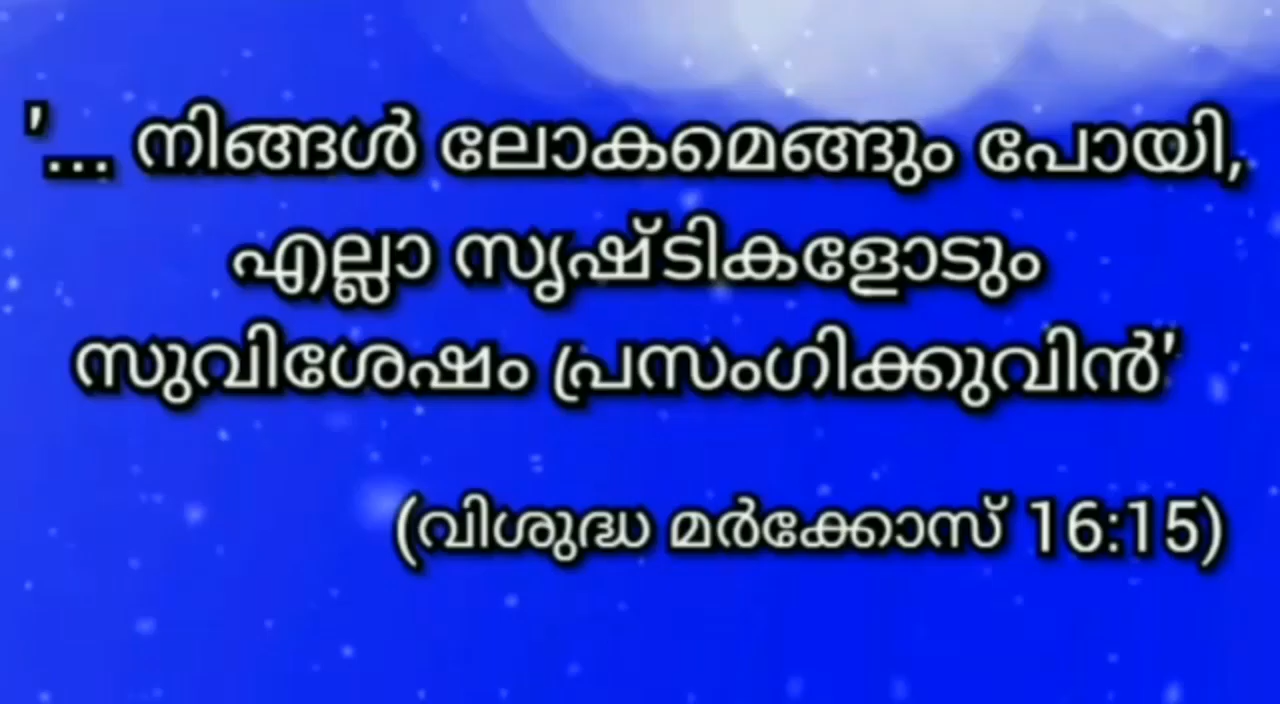 '... നിങ്ങൾ ലോകമെങ്ങും പോയി,
എല്ലാ സൃഷ്ടികളോടും
സുവിശേഷം പ്രസംഗിക്കുവിൻ'
(വിശുദ്ധ മർക്കോസ് 16:15)